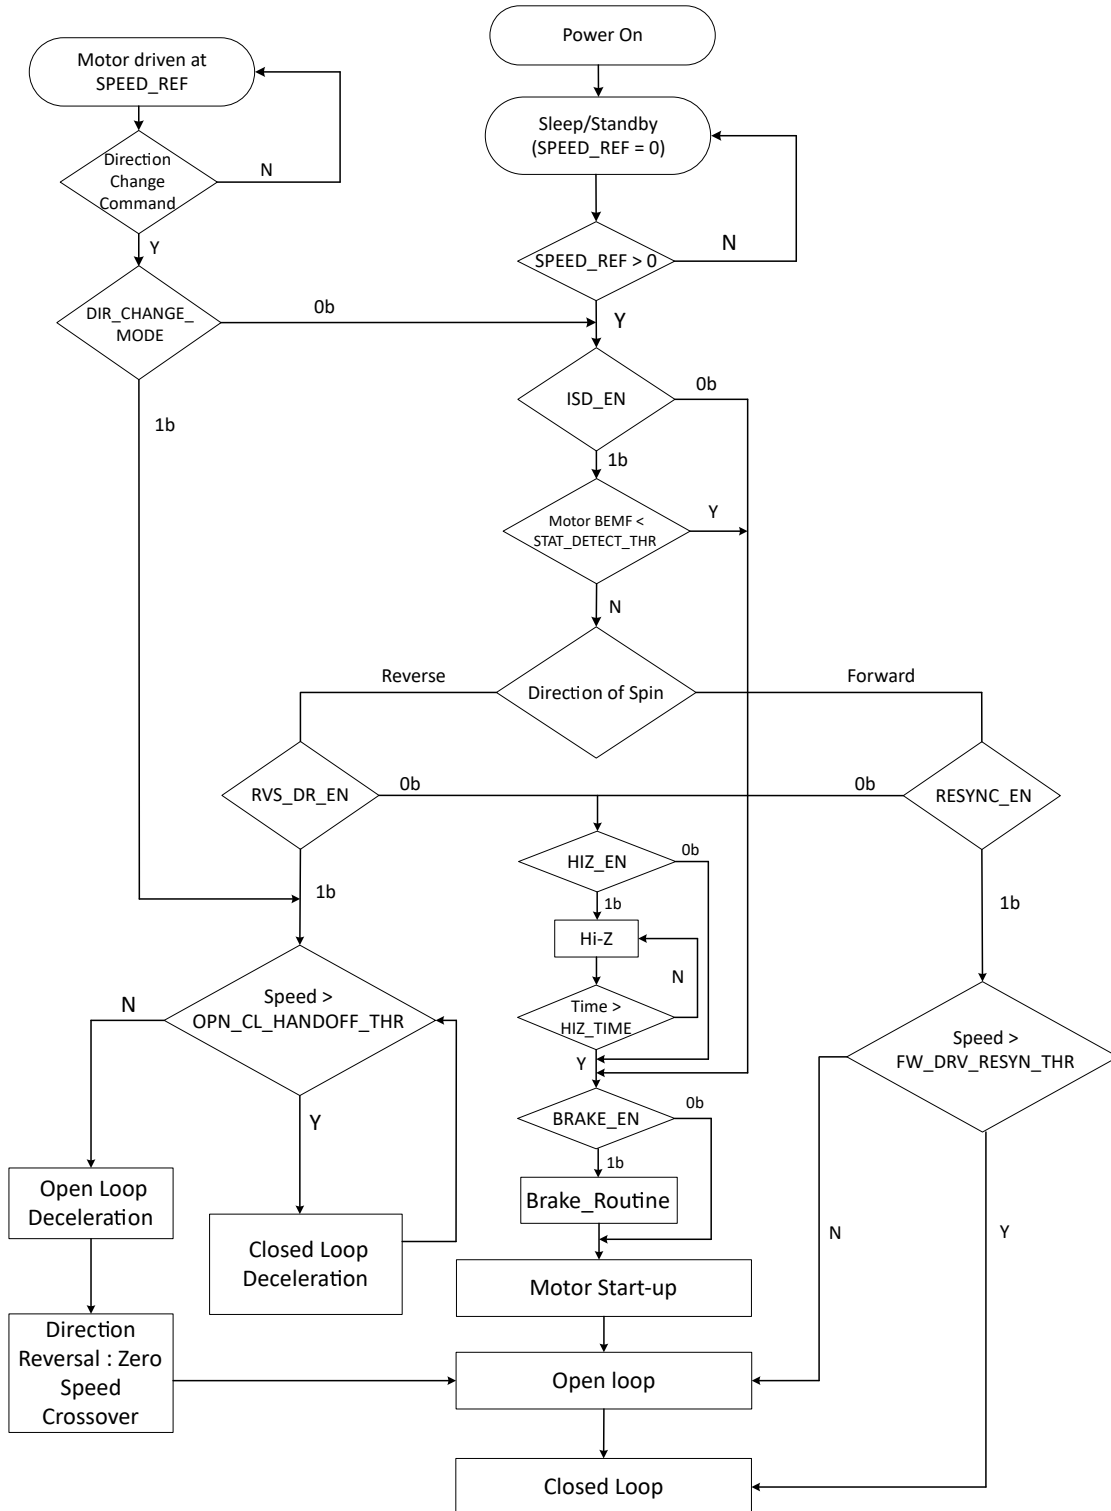 Power On
Motor driven at
SPEED_REF
Sleep/Standby
(SPEED_REF = 0)
Direction
Change
Command
N
Y
SPEED_REF > 0
N
DIR_CHANGE_
MODE
0b
Y
1b
ISD_EN
0b
1b
Motor BEMF <
STAT_DETECT_THR
Y
N
Reverse
Direction of Spin
Forward
RVS_DR_EN
0b
0b
RESYNC_EN
HIZ_EN
0b
1b
1b
1b
Hi-Z
N
Speed >
OPN_CL_HANDOFF_THR
N
Time >
HIZ_TIME
Speed >
FW_DRV_RESYN_THR
Y
Y
BRAKE_EN
0b
1b
Open Loop
Deceleration
Brake_Routine
Closed Loop
Deceleration
N
Y
Motor Start-up
Direction
Reversal : Zero
Speed
Crossover
Open loop
Closed Loop